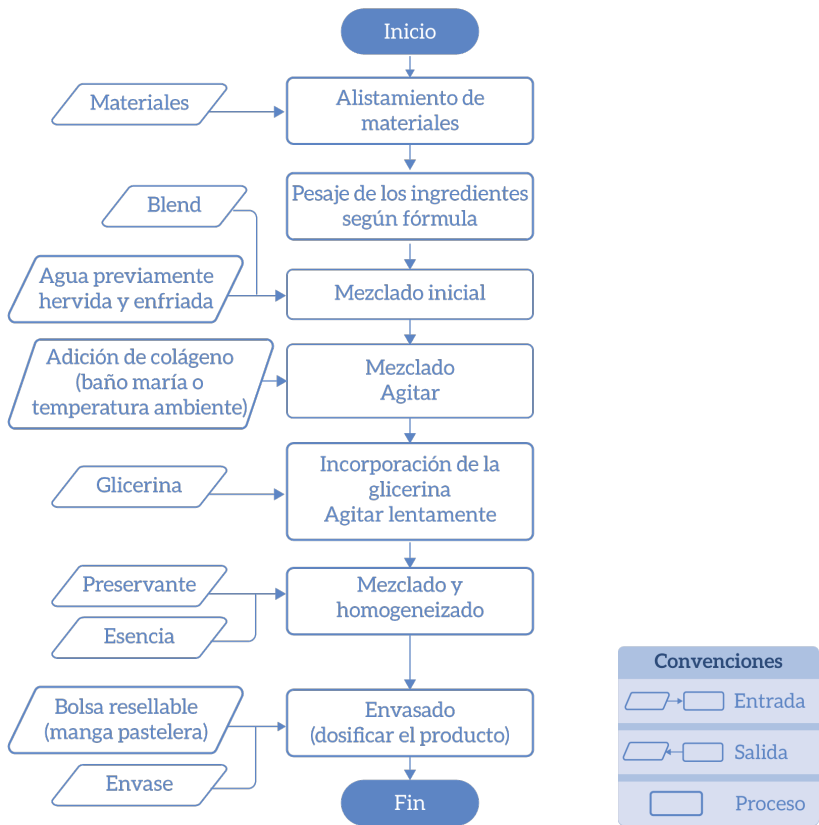 Inicio
Materiales
Alistamiento de
materiales
Pesaje de los ingredientes
según fórmula
Blend
Agua previamente
hervida y enfriada
Mezclado inicial
Adición de colágeno
(baño maría o
temperatura ambiente)
Mezclado
Agitar
Glicerina
Incorporación de la
glicerina
Agitar lentamente
Preservante
Esencia
Mezclado y
homogeneizado
Bolsa resellable
(manga pastelera)
Envase
Envasado
(dosificar el producto)
Fin
Convenciones
Entrada
Salida
Proceso